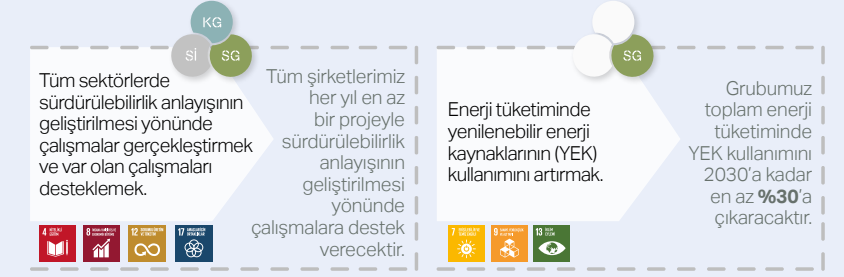 KG
Sİ
SG
Tüm sektörlerde
sürdürülebilirlik anlayışının
geliştirilmesi yönünde
çalışmalar gerçekleştirmek
ve var olan çalışmaları
desteklemek.
4
8
12
17
Tüm şirketlerimiz
her yıl en az
bir projeyle
sürdürülebilirlik
anlayışının
geliştirilmesi
yönünde
çalışmalara destek
verecektir.
SG
Enerji tüketiminde
yenilenebilir enerji
kaynaklarının (YEK)
kullanımını artırmak.
7
9
13
Grubumuz
toplam enerji
tüketiminde
YEK kullanımını
2030'a kadar
en az %30'a
çıkaracaktır.